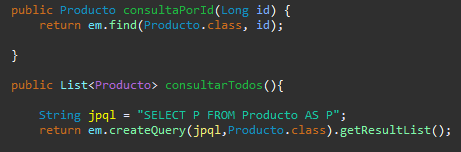 public Producto consultaPorId(Long id) {
return em.find(Producto.class, id);
}
public List<Producto> consultarTodos(){
String jpql = "SELECT P FROM Producto AS P";
return em.createQuery(jpql,Producto.class).getResultList();